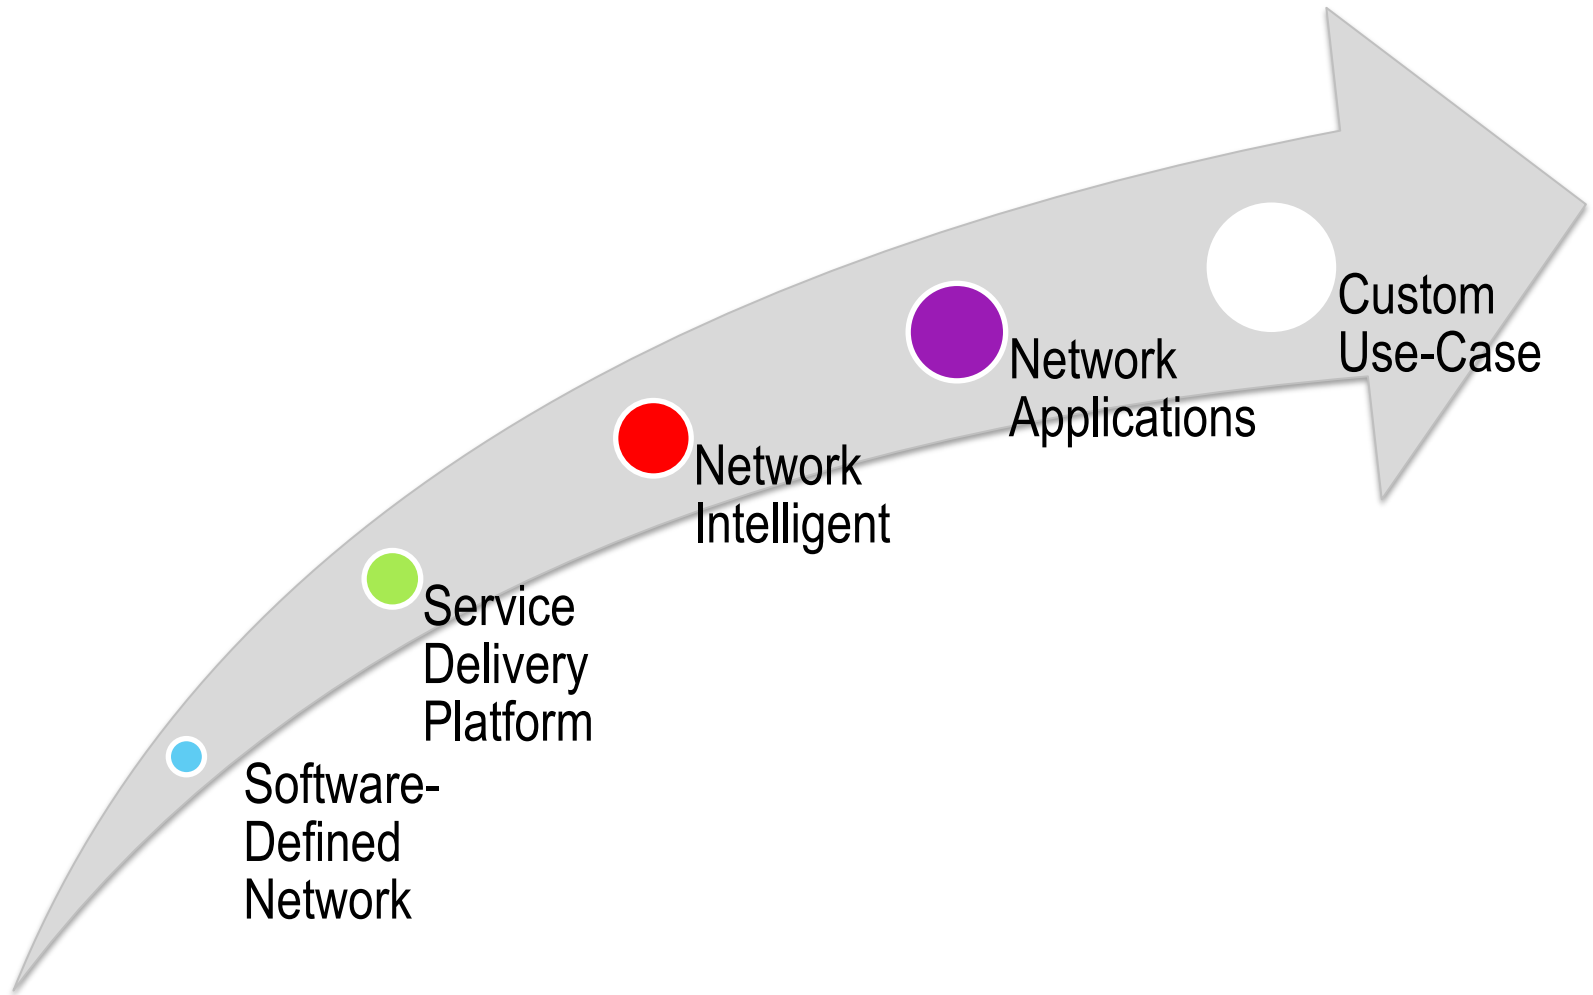 Software-
Defined
Network
Service
Delivery
Platform
Network
Intelligent
Network
Applications
Custom
Use-Case